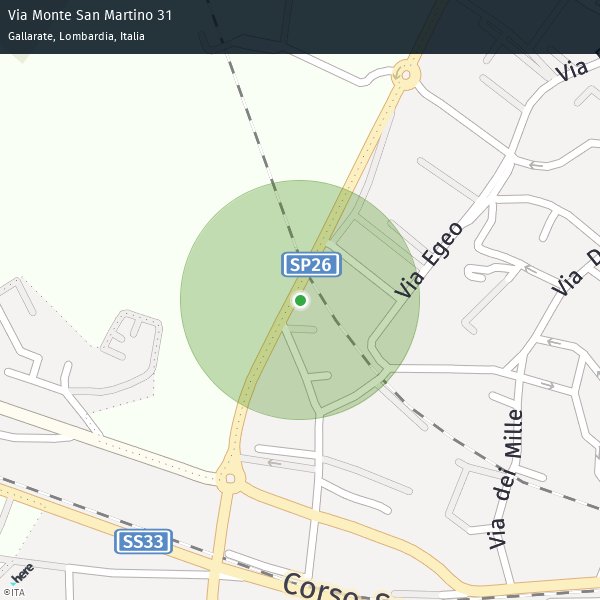 Via Monte San Martino 31
Gallarate, Lombardia, Italia
Via
SP26
Via Egeo
Via D
Via dei Mille
SS33
Corso S
here
©ITA